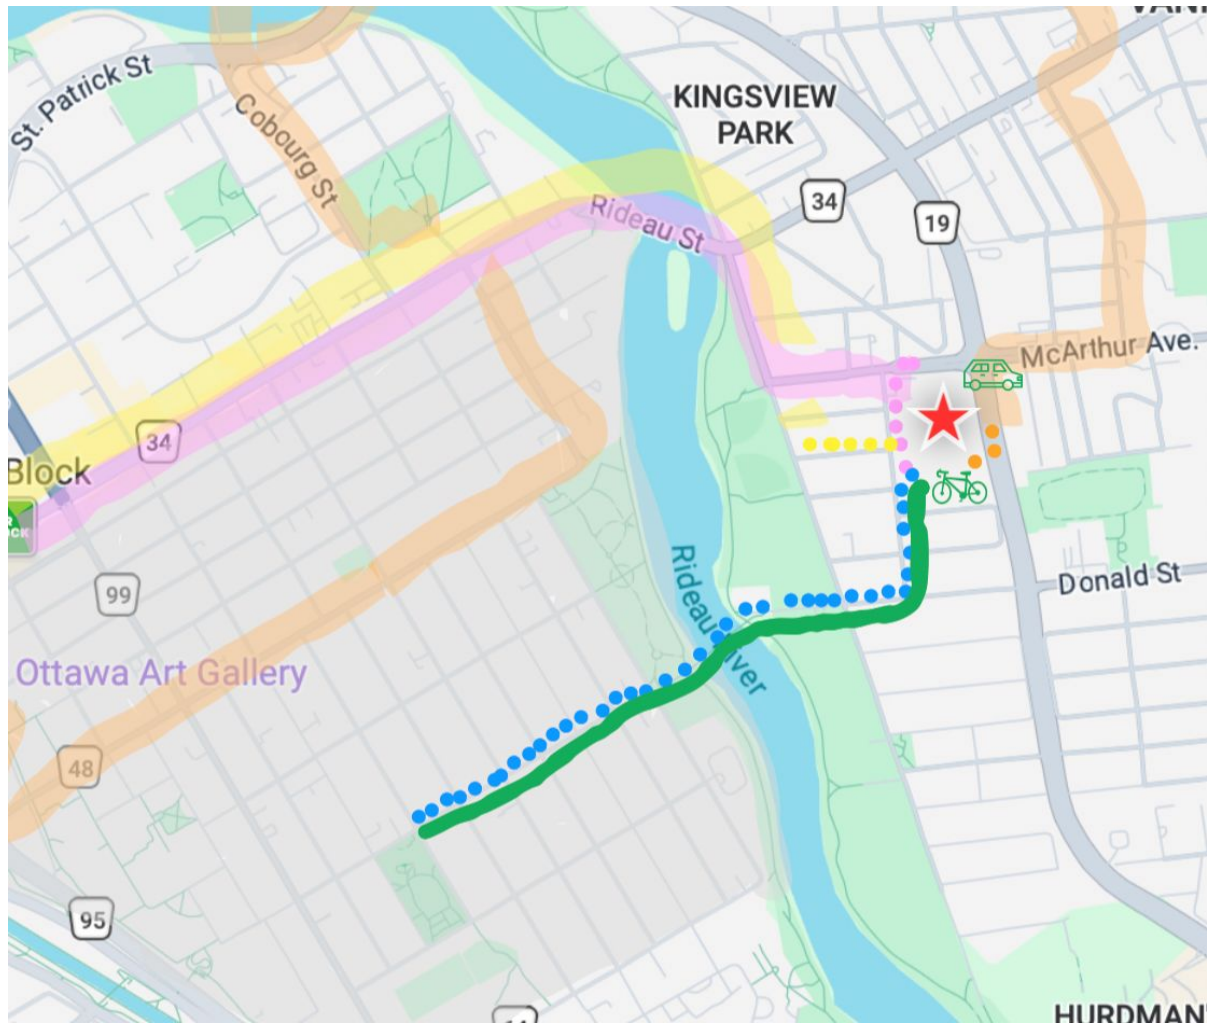 VANI
KINGSVIEW
PARK
St. Patrick St
Cobourg St
34
Rideau St
19
McArthur Ave.
34
Block
99
Rideau River
Donald St
Ottawa Art Gallery
48
95
HURDMAN